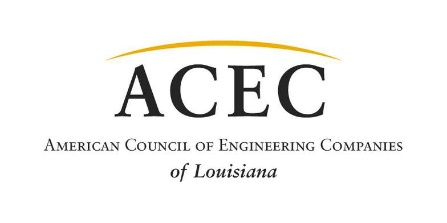 ACEC
American Council of Engineering Companies
of Louisiana